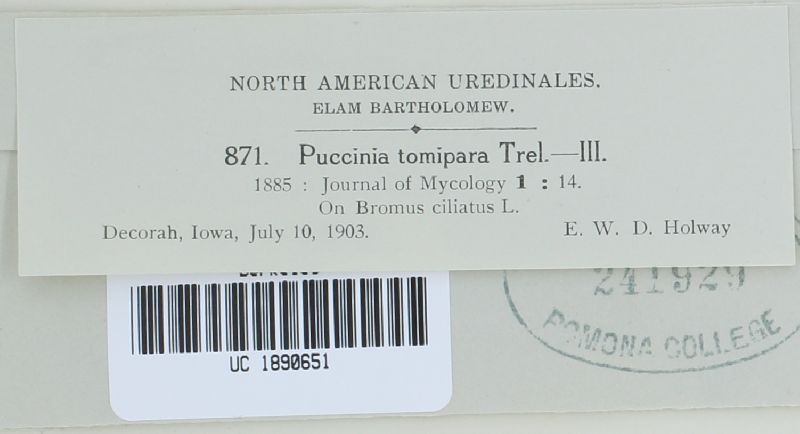 NORTH AMERICAN UREDINALES.
ELAM BARTHOLOMEW.
871. Puccinia tomipara Trel.—III.
1885 : Journal of Mycology 1 : 14.
On Bromus ciliatus L.
Decorah, Iowa, July 10, 1903. E. W. D. Holway
241929
POMONA COLLEGE
UC 1890651